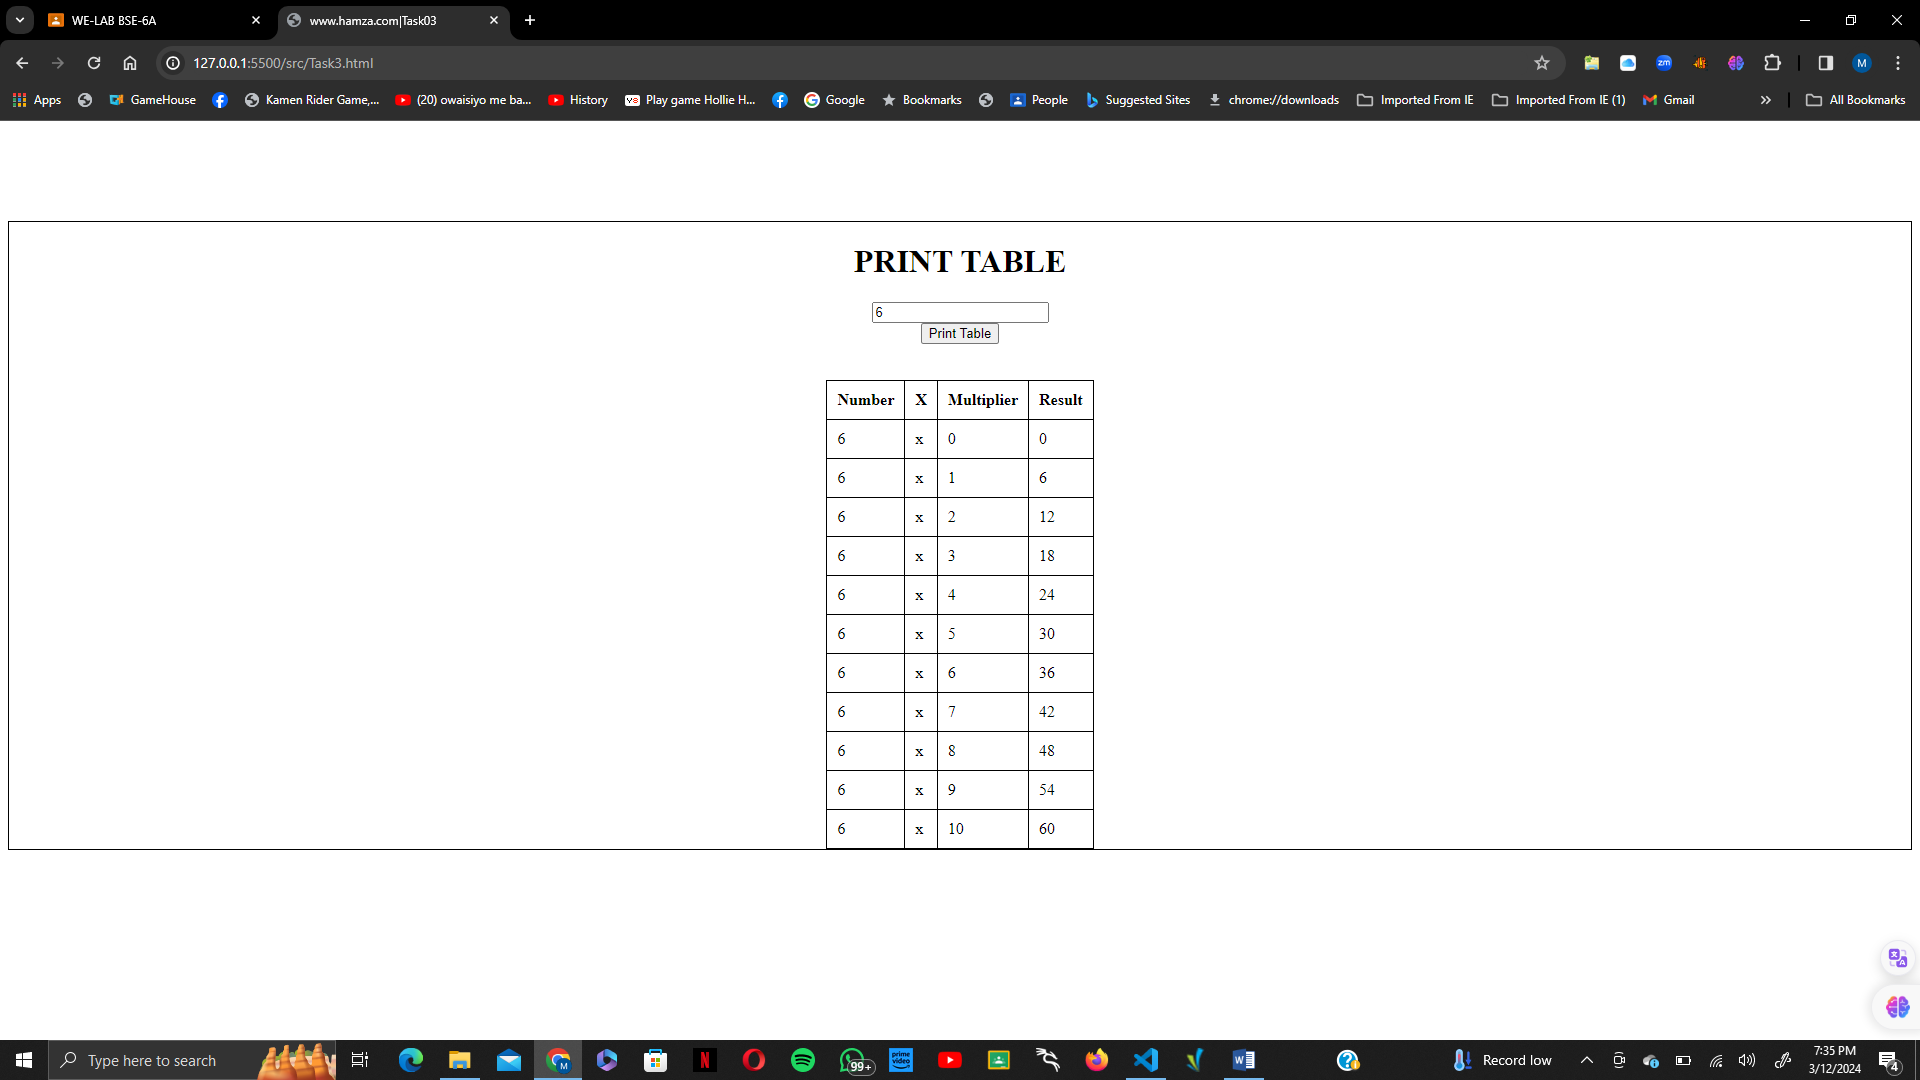 WE-LAB BSE-6A
www.hamza.com|Task03
127.0.0.1:5500/src/Task3.html
zm
M
Apps
GameHouse
Kamen Rider Game,...
(20) owaisiyo me ba...
History
Play game Hollie H...
Google
Bookmarks
People
Suggested Sites
chrome://downloads
Imported From IE
Imported From IE (1)
Gmail
All Bookmarks
PRINT TABLE
6
Print Table
Number X Multiplier Result
6 x 0 0
6 x 1 6
6 x 2 12
6 x 3 18
6 x 4 24
6 x 5 30
6 x 6 36
6 x 7 42
6 x 8 48
6 x 9 54
6 x 10 60
Type here to search
99+
prime video
Record low
7:35 PM
3/12/2024
4